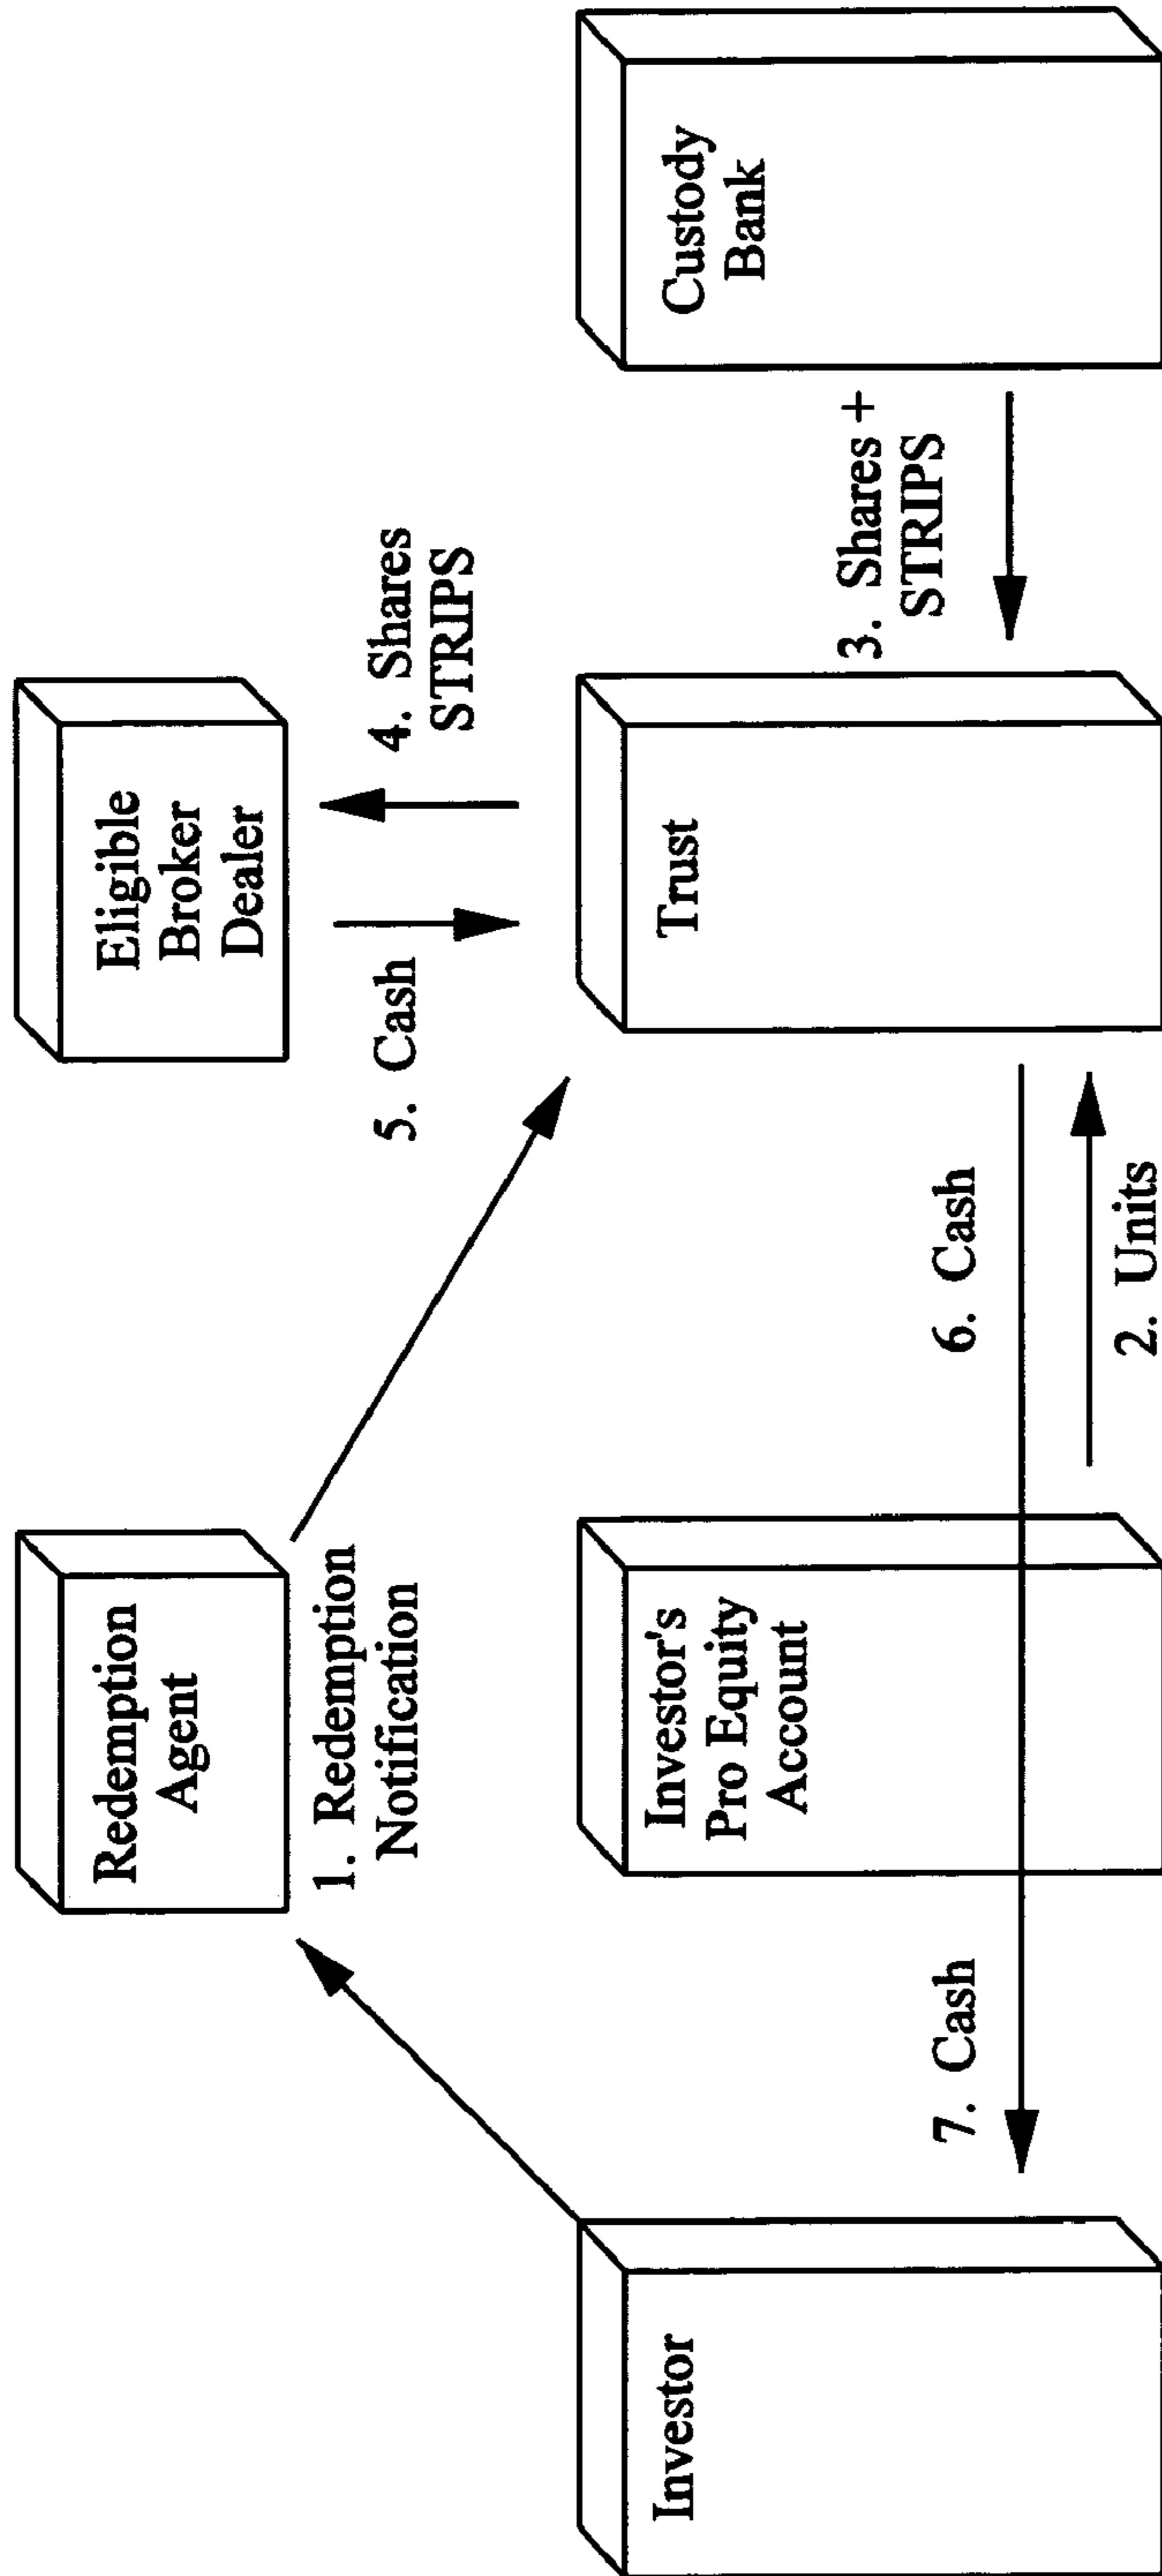 Redemption
Agent
Eligible
Broker
Dealer
1. Redemption
Notification
5. Cash
4. Shares
STRIPS
Investor
Investor's
Pro Equity
Account
Trust
Custody
Bank
3. Shares +
STRIPS
7. Cash
6. Cash
2. Units